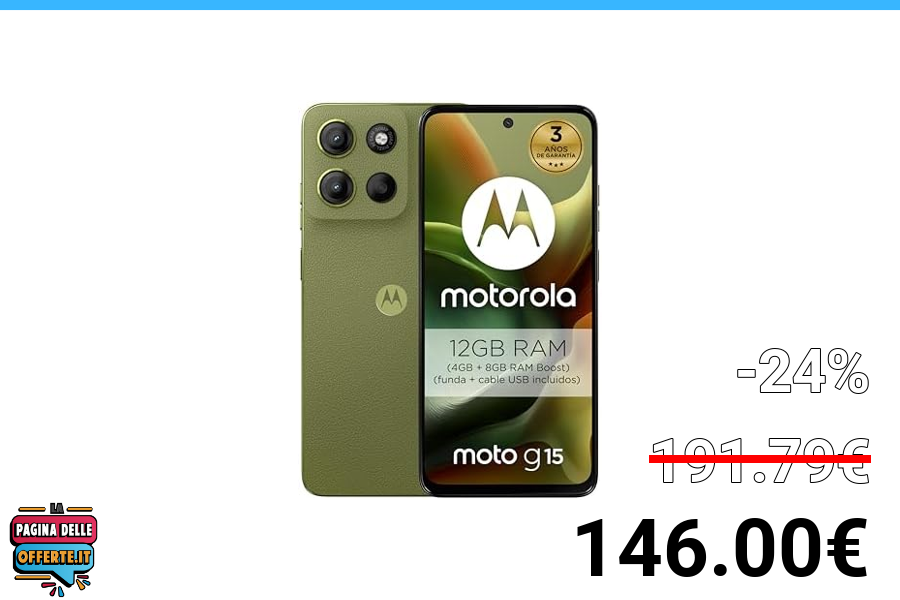 3
AÑOS
DE GARANTÍA
motorola
12GB RAM
(4GB + 8GB RAM Boost)
(funda + cable USB incluidos)
moto g15
-24%
191.79€
146.00€
LA
PAGINA DELLE
OFFERTE.IT